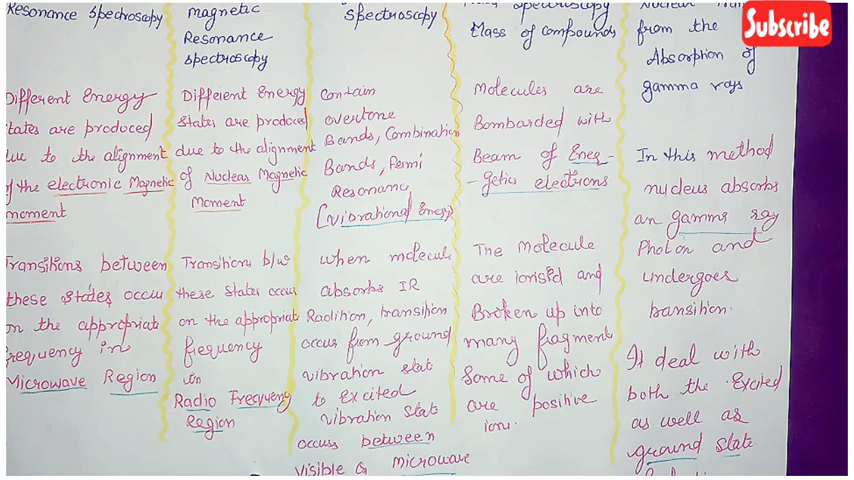 Resonance Spectroscopy
Different Energy
states are produced
due to the alignment
of the electronic Magnetic
moment
Transitions between
these states occur
on the appropriate
frequency in
Microwave Region
magnetic
Resonance
spectroscopy
Different Energy
states are produced
due to the alignment
of Nuclear Magnetic
Moment
Transitions b/w
these states occus
on the appropriate
frequency
in
Radio Frequency
Region
Spectroscopy
Contain
overtone
Bands, Combination
Bands, Fermi
Resonanc
[Vibrational Energy]
when molecule
absorbs IR
Radition, transition
occus from ground
vibration stat
to Excited
vibration state
occurs between
visible & microwave
Mass of compounds
Molecules are
Bombarded with
Beam of Ener
-getics electrons
The Molecule
are ionised and
Broken up into
many fragment
Some of which
are positive
ions.
from the
Absorption of
gamma rays
In this method
nucleus absorbs
an gamma ray
Photon and
undergoes
transition.
It deal with
both the Excited
as well as
ground state
Subscribe